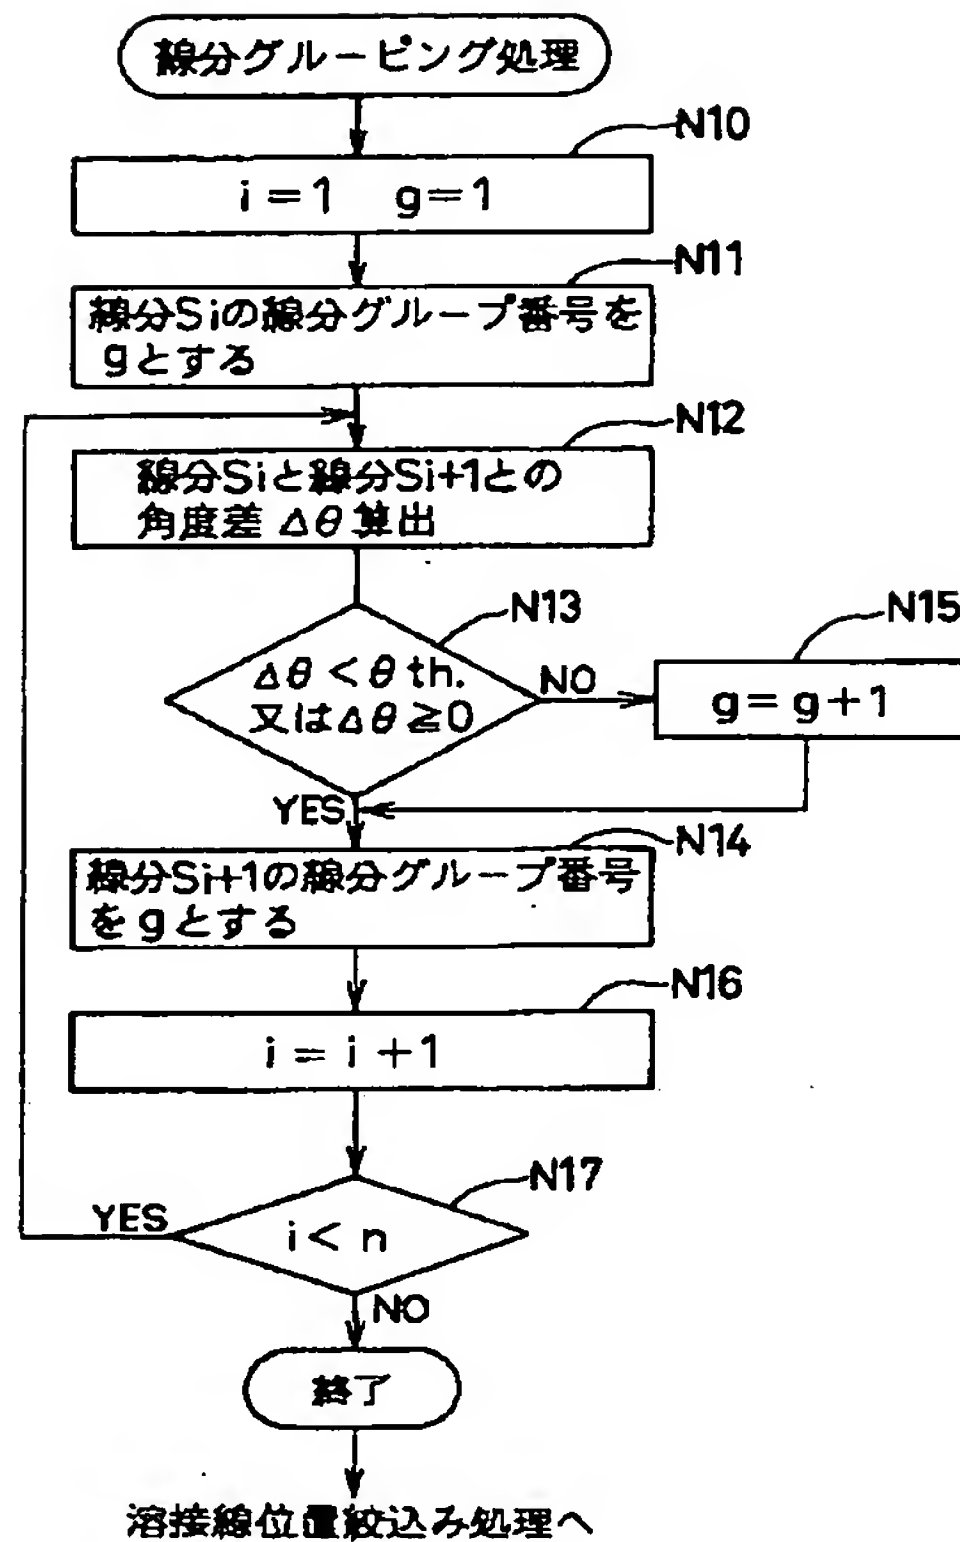 線分グルーピング処理
N10
i=1 g=1
N11
線分Siの線分グループ番号を
gとする
N12
線分Siと線分Si+1との
角度差 Δθ 算出
N13
Δθ<θth.
又はΔθ≧0
NO
N15
g=g+1
YES
N14
線分Si+1の線分グループ番号
をgとする
N16
i=i+1
N17
i<n
YES
NO
終了
溶接線位置絞込み処理へ